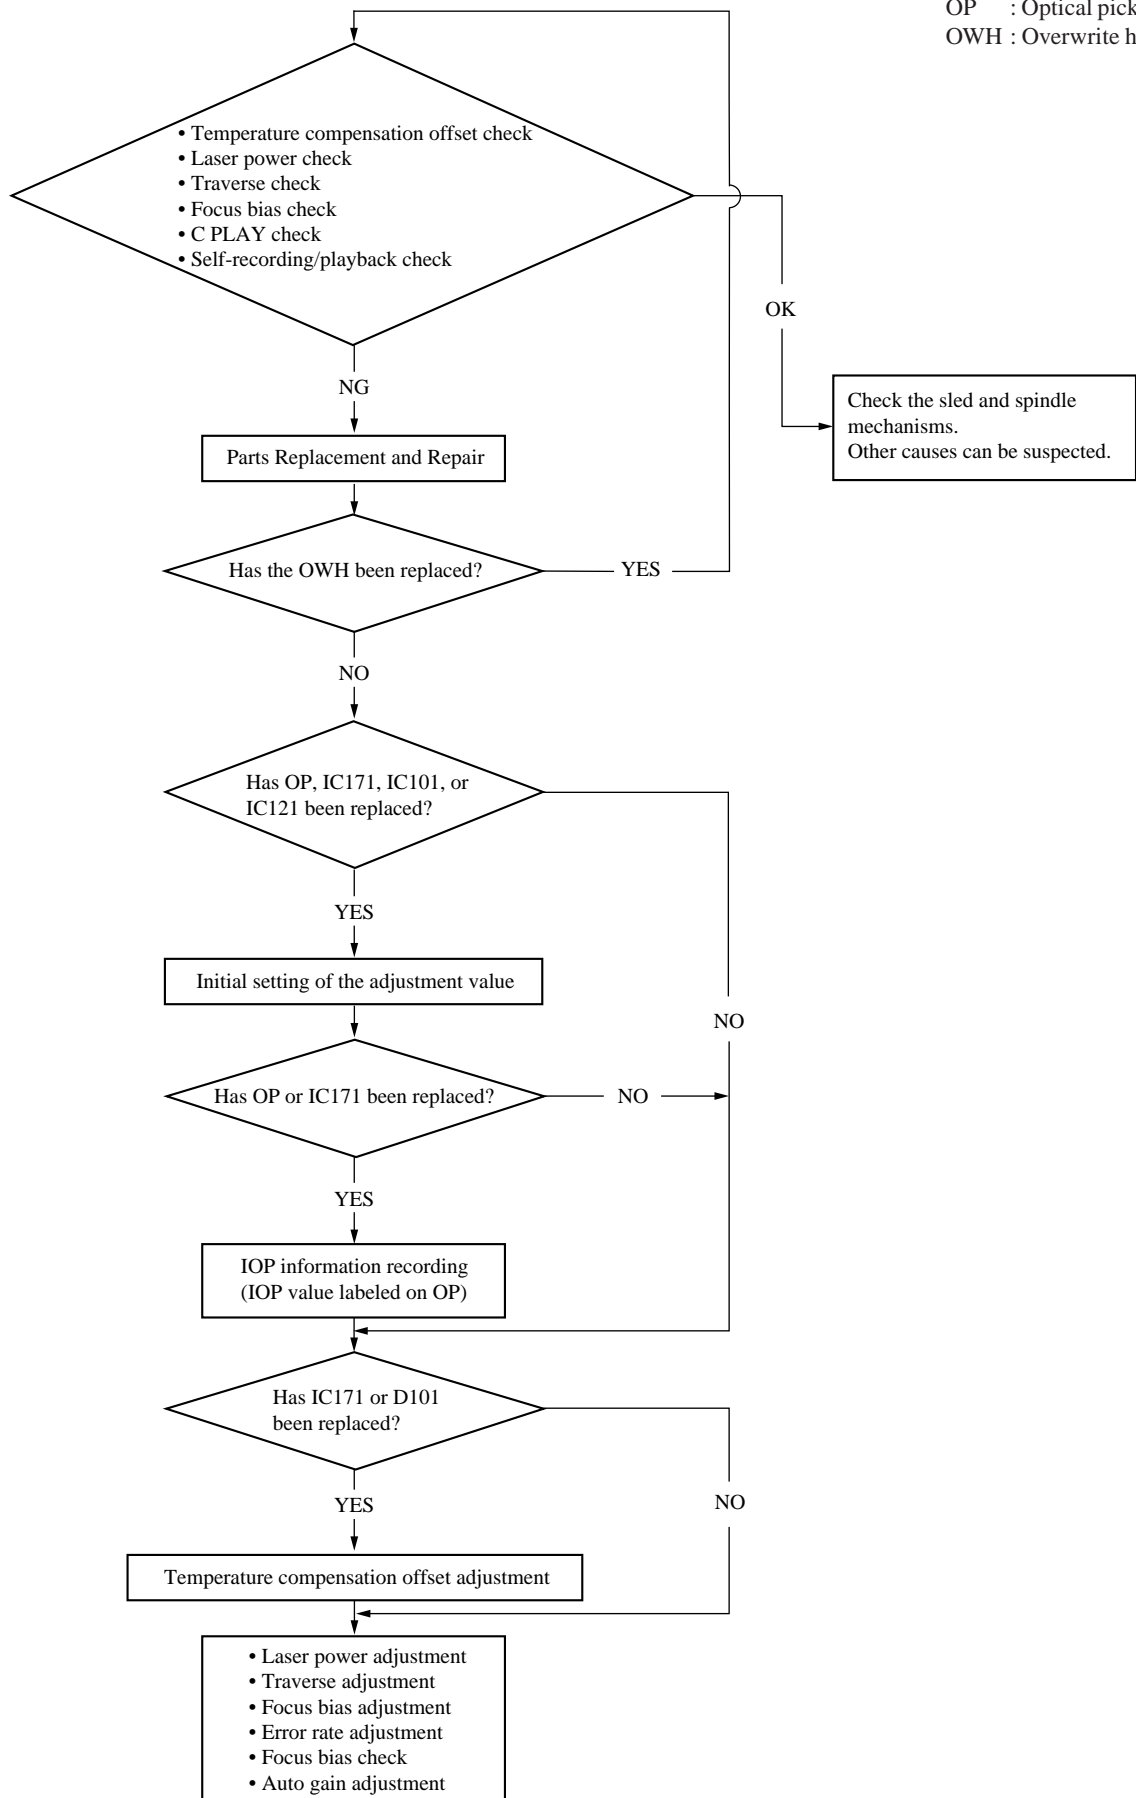 OP : Optical pick
OWH : Overwrite h
• Temperature compensation offset check
• Laser power check
• Traverse check
• Focus bias check
• C PLAY check
• Self-recording/playback check
OK
NG
Check the sled and spindle
mechanisms.
Other causes can be suspected.
Parts Replacement and Repair
Has the OWH been replaced?
YES
NO
Has OP, IC171, IC101, or
IC121 been replaced?
YES
Initial setting of the adjustment value
NO
Has OP or IC171 been replaced?
NO
YES
IOP information recording
(IOP value labeled on OP)
Has IC171 or D101
been replaced?
YES
NO
Temperature compensation offset adjustment
• Laser power adjustment
• Traverse adjustment
• Focus bias adjustment
• Error rate adjustment
• Focus bias check
• Auto gain adjustment